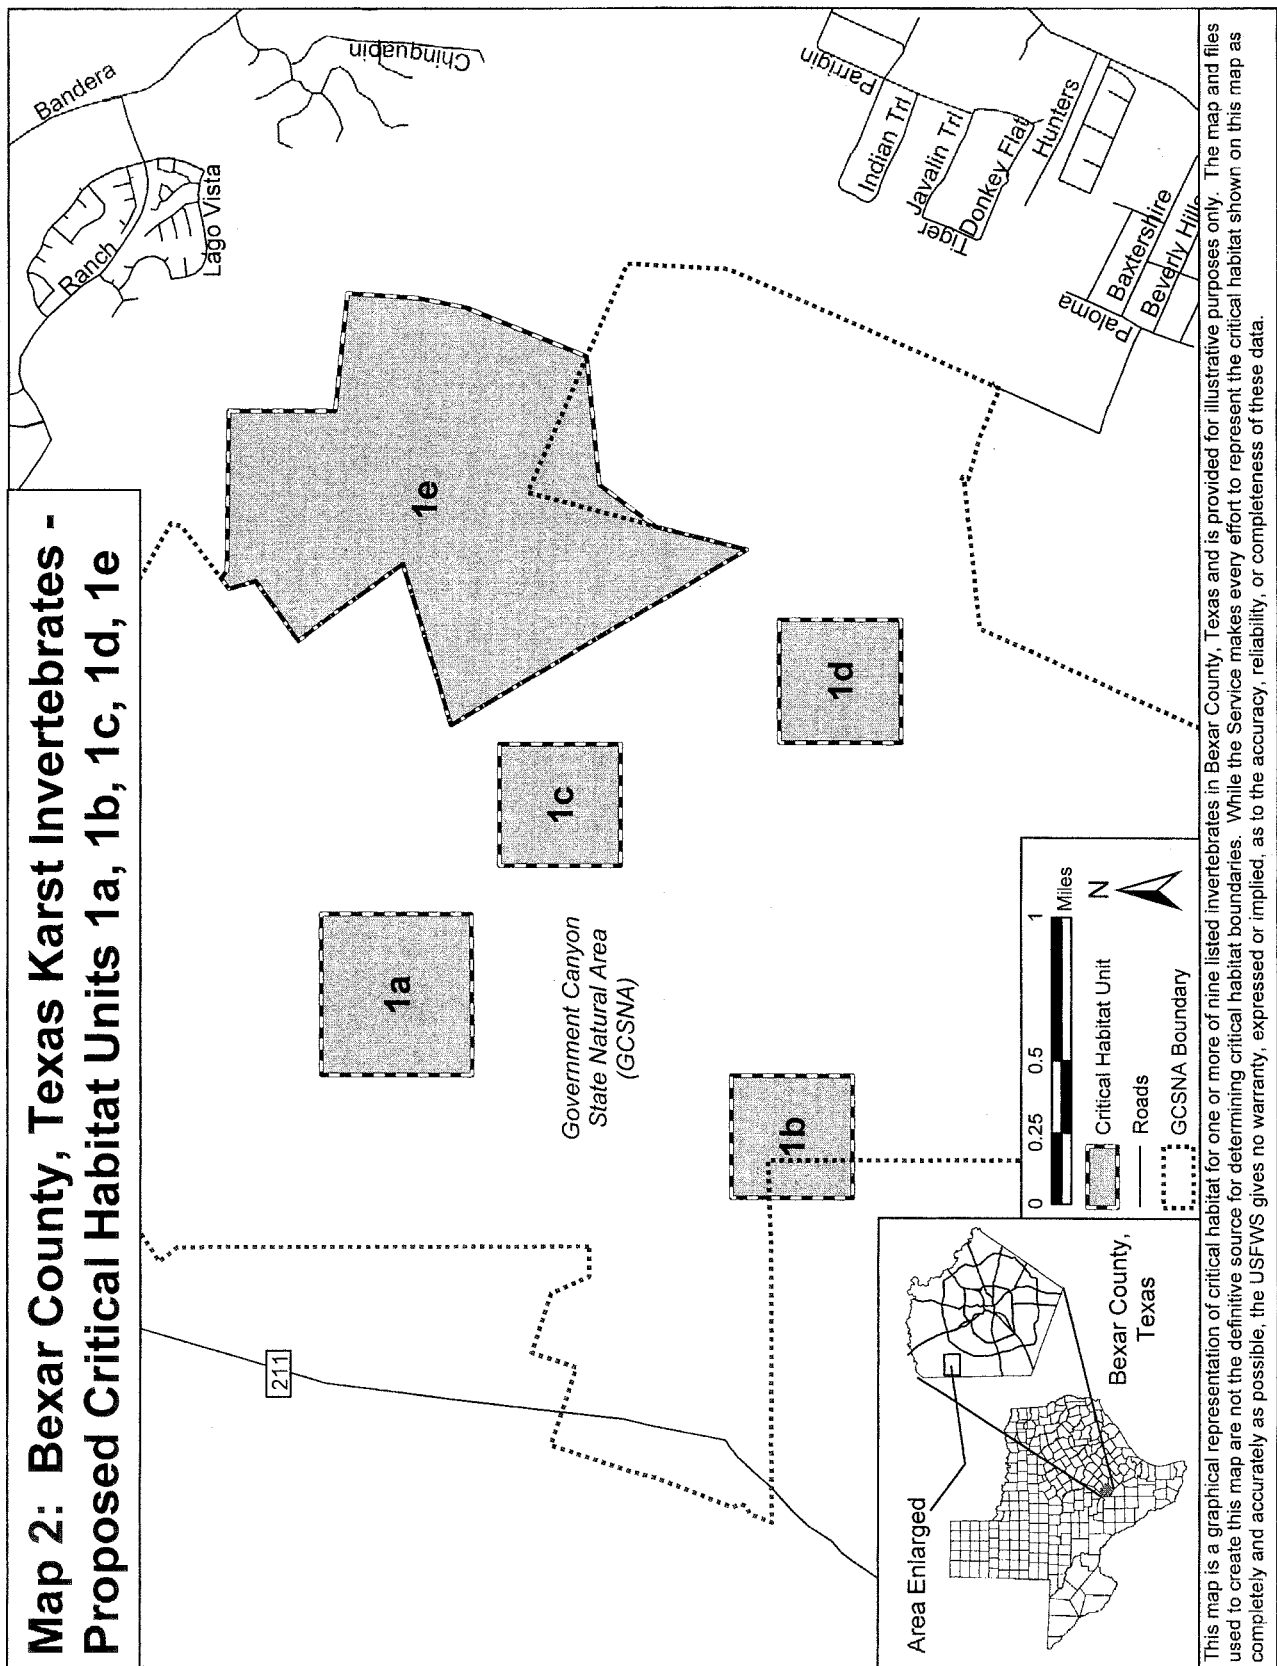 Map 2: Bexar County, Texas Karst Invertebrates -
Proposed Critical Habitat Units 1a, 1b, 1c, 1d, 1e
Bandera
Ranch
Lago Vista
Chinquapin
211
1a
1e
1c
Government Canyon
State Natural Area
(GCSNA)
1b
1d
Parrigin
Indian Trl
Javalin Trl
Tiger
Donkey Flat
Hunters
Paloma
Baxtershire
Beverly Hills
Area Enlarged
Bexar County,
Texas
0 0.25 0.5 1
Miles
N
Critical Habitat Unit
Roads
GCSNA Boundary
This map is a graphical representation of critical habitat for one or more of nine listed invertebrates in Bexar County, Texas and is provided for illustrative purposes only. The map and files
used to create this map are not the definitive source for determining critical habitat boundaries. While the Service makes every effort to represent the critical habitat shown on this map as
completely and accurately as possible, the USFWS gives no warranty, expressed or implied, as to the accuracy, reliability, or completeness of these data.